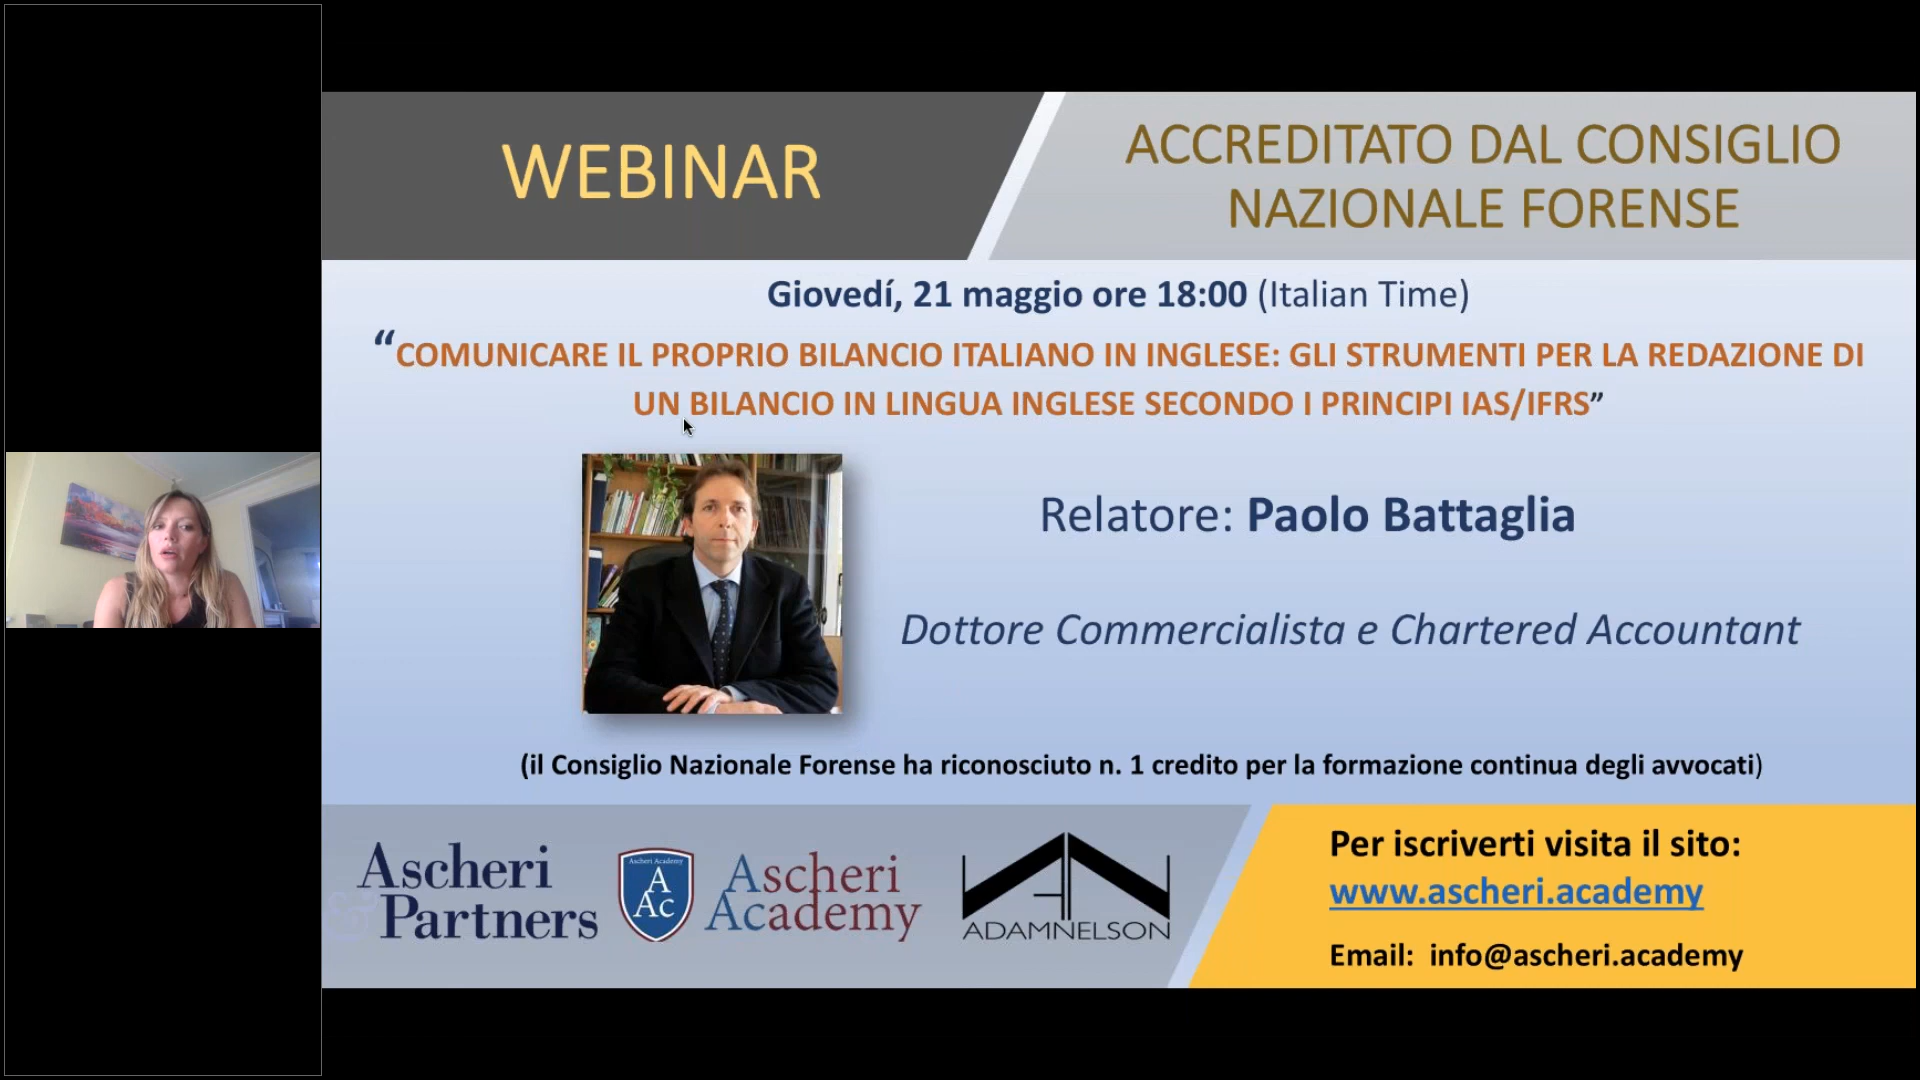 WEBINAR
ACCREDITATO DAL CONSIGLIO
NAZIONALE FORENSE
Giovedí, 21 maggio ore 18:00 (Italian Time)
“COMUNICARE IL PROPRIO BILANCIO ITALIANO IN INGLESE: GLI STRUMENTI PER LA REDAZIONE DI
UN BILANCIO IN LINGUA INGLESE SECONDO I PRINCIPI IAS/IFRS”
Relatore: Paolo Battaglia
Dottore Commercialista e Chartered Accountant
(il Consiglio Nazionale Forense ha riconosciuto n. 1 credito per la formazione continua degli avvocati)
Ascheri
& Partners
Ascheri Academy
A
Ac
Ascheri
Academy
AN
ADAMNELSON
Per iscriverti visita il sito:
www.ascheri.academy
Email: info@ascheri.academy